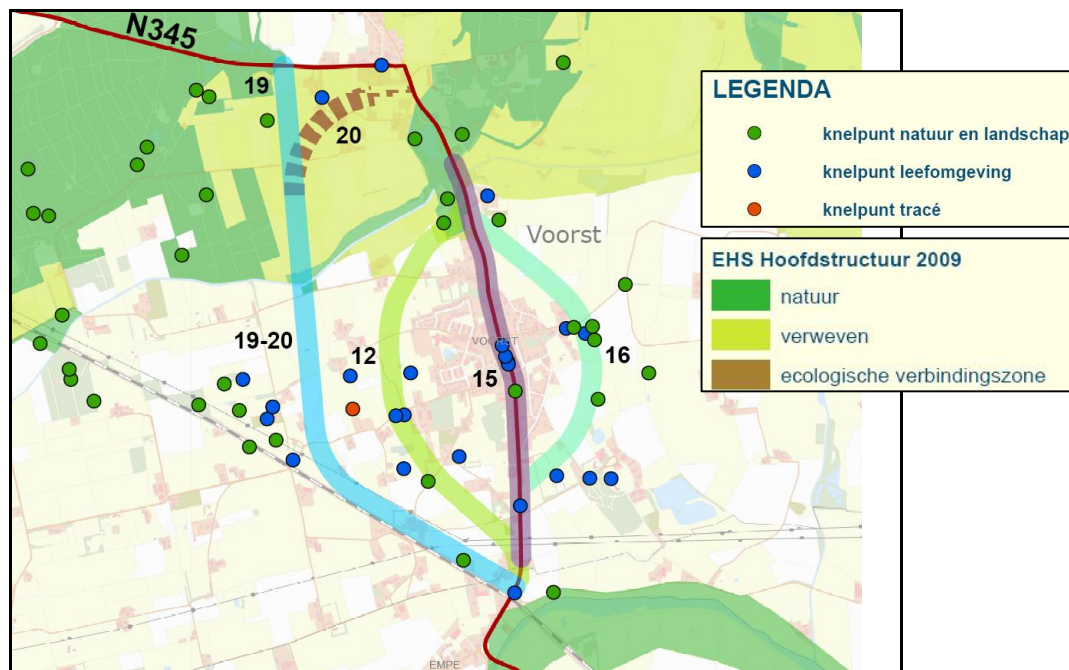 N345
19
20
Voorst
19-20
12
VOORST
15
16
EMPE
LEGENDA
knelpunt natuur en landschap
knelpunt leefomgeving
knelpunt tracé
EHS Hoofdstructuur 2009
natuur
verweven
ecologische verbindingszone